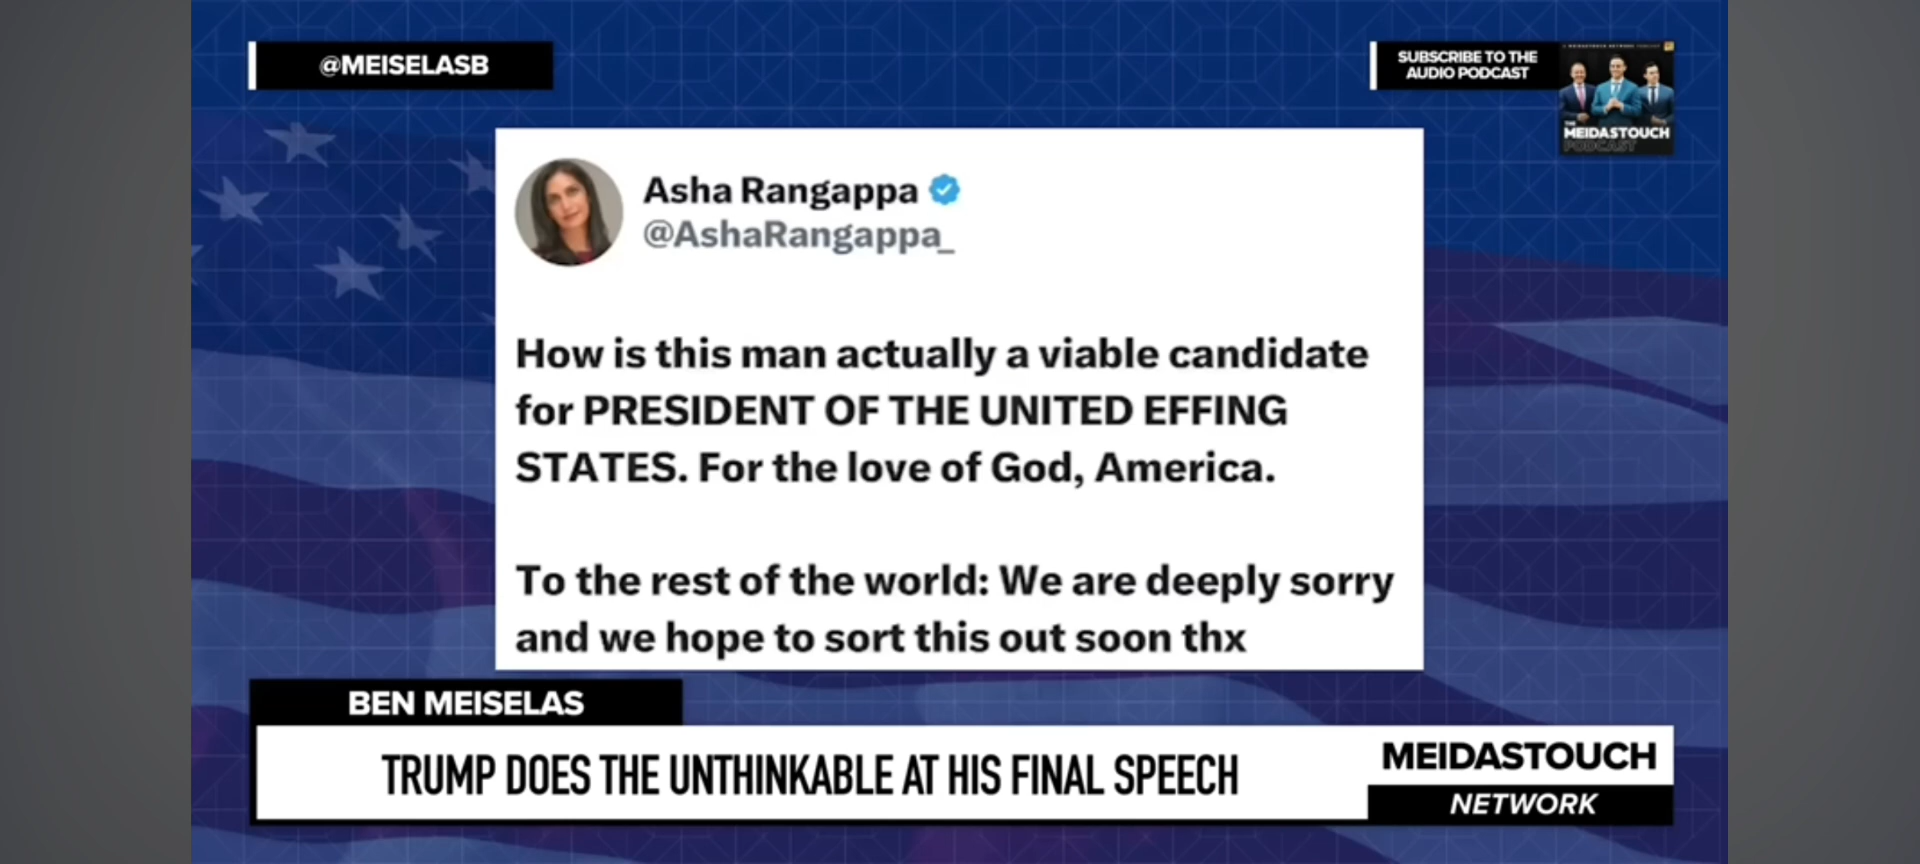 @MEISELASB
SUBSCRIBE TO THE
AUDIO PODCAST
THE
MEIDASTOUCH
PODCAST
Asha Rangappa
@AshaRangappa_
How is this man actually a viable candidate
for PRESIDENT OF THE UNITED EFFING
STATES. For the love of God, America.
To the rest of the world: We are deeply sorry
and we hope to sort this out soon thx
BEN MEISELAS
TRUMP DOES THE UNTHINKABLE AT HIS FINAL SPEECH
MEIDASTOUCH
NETWORK